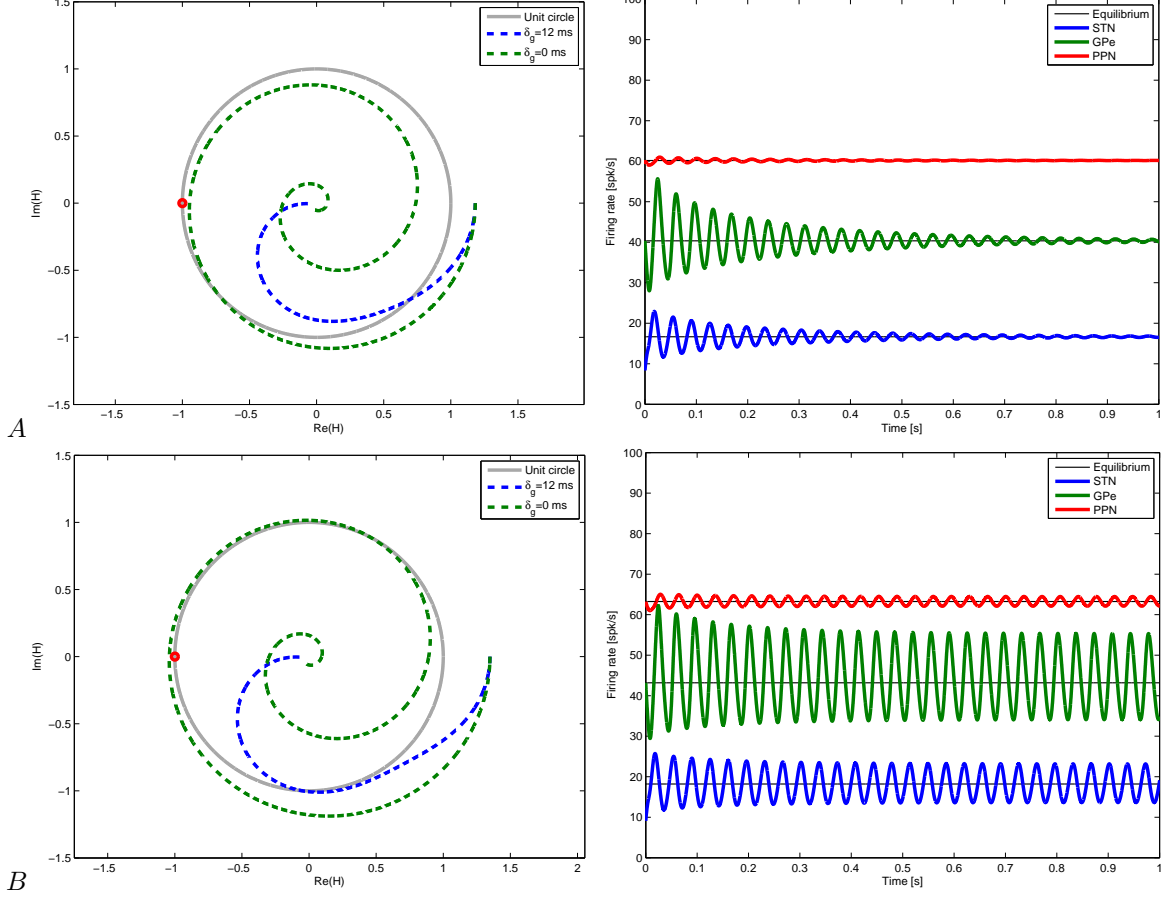 1.5
1
0.5
0
−0.5
−1
−1.5
Im(H)
−1.5 −1 −0.5 0 0.5 1 1.5
Re(H)
Unit circle
δg=12 ms
δg=0 ms
100
90
80
70
60
50
40
30
20
10
0
Firing rate [spk/s]
0 0.1 0.2 0.3 0.4 0.5 0.6 0.7 0.8 0.9 1
Time [s]
Equilibrium
STN
GPe
PPN
A
1.5
1
0.5
0
−0.5
−1
−1.5
Im(H)
−1.5 −1 −0.5 0 0.5 1 1.5 2
Re(H)
Unit circle
δg=12 ms
δg=0 ms
100
90
80
70
60
50
40
30
20
10
0
Firing rate [spk/s]
0 0.1 0.2 0.3 0.4 0.5 0.6 0.7 0.8 0.9 1
Time [s]
Equilibrium
STN
GPe
PPN
B